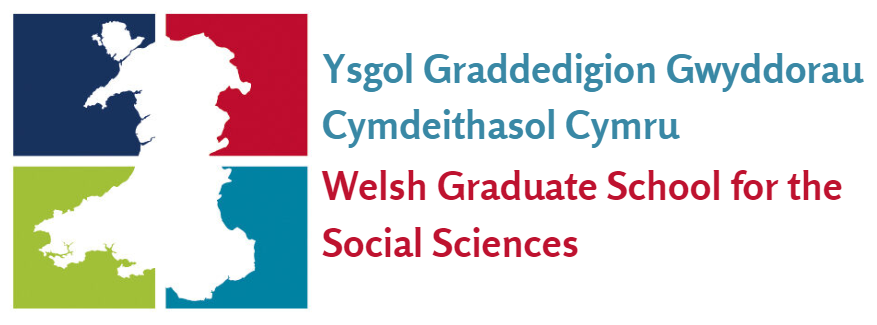 Ysgol Graddedigion Gwyddorau
Cymdeithasol Cymru
Welsh Graduate School for the
Social Sciences